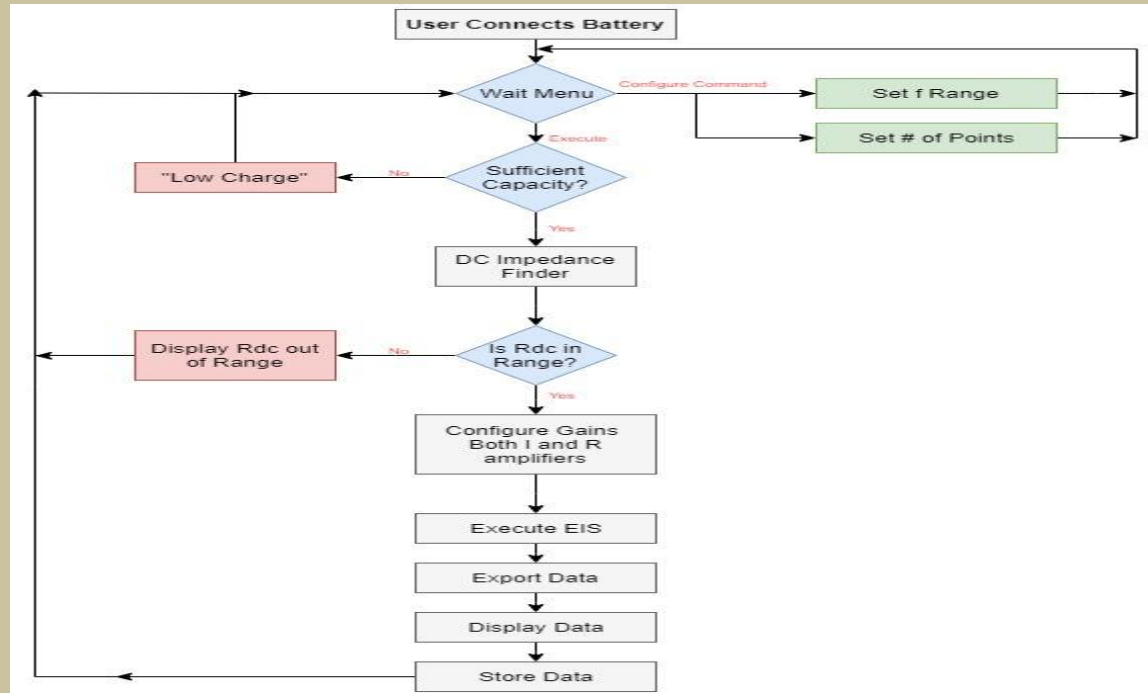 User Connects Battery
Wait Menu
Configure Command
Set f Range
Set # of Points
Execute
Sufficient
Capacity?
No
"Low Charge"
Yes
DC Impedance
Finder
Is Rdc in
Range?
No
Display Rdc out
of Range
Yes
Configure Gains
Both I and R
amplifiers
Execute EIS
Export Data
Display Data
Store Data